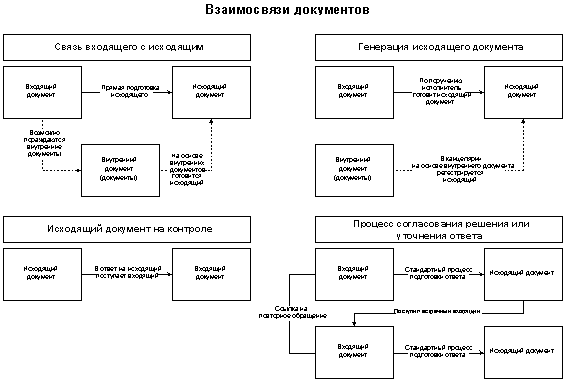 Взаимосвязи документов
Связь входящего с исходящим
Входящий
документ
Прямая подготовка
исходящего
Исходящий
документ
Возможно
порождаются
внутренние
документы
Внутренний
документ
(документы)
на основе
внутренних
документов
готовится
исходящий
Генерация исходящего документа
Входящий
документ
По поручению
исполнитель
готовит исходящий
документ
Исходящий
документ
Внутренний
документ
(документы)
В канцелярии
на основе внутреннего документа
регестрируется
исходящий
Исходящий документ на контроле
Исходящий
документ
В ответ на исходящий
поступает входящий
Входящий
документ
Процесс согласования решения или
уточнения ответа
Входящий
документ
Стандартный процесс
подготовки ответа
Исходящий документ
Ссылка на
повторное обращение
Поступил встречный входящий
Входящий
документ
Стандартный процесс
подготовки ответа
Исходящий документ